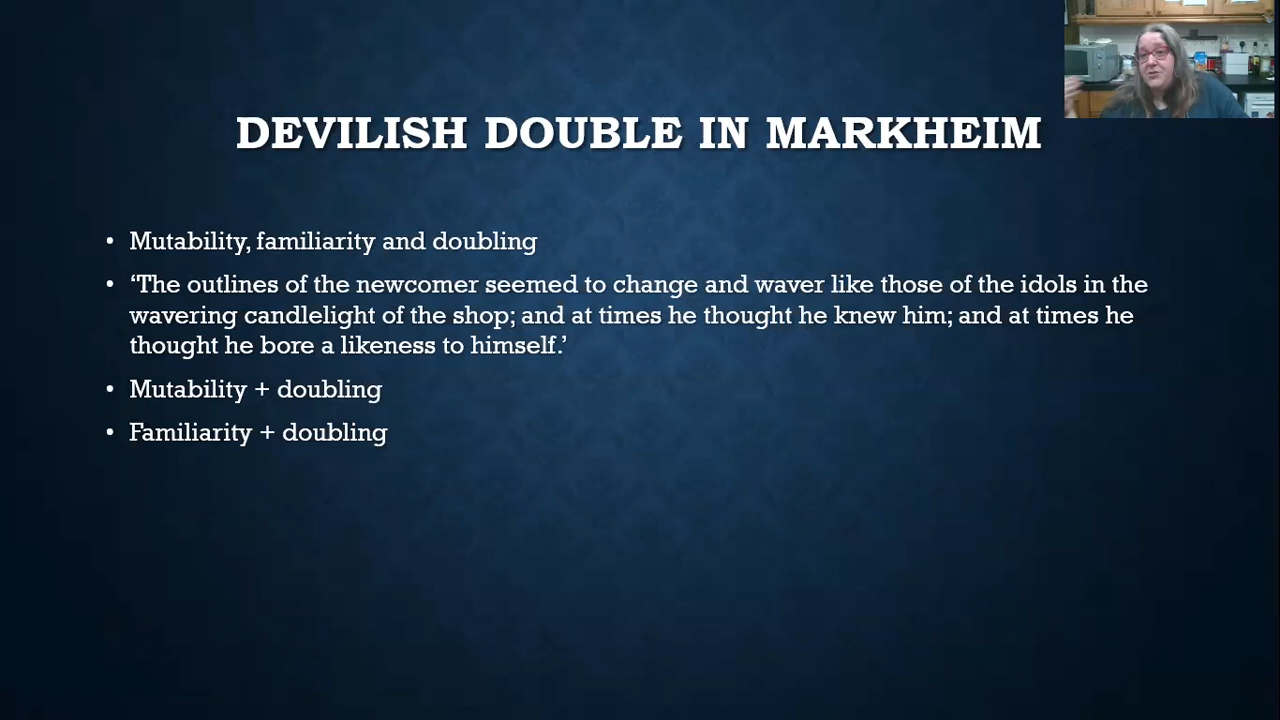 DEVILISH DOUBLE IN MARKHEIM
• Mutability, familiarity and doubling
• ‘The outlines of the newcomer seemed to change and waver like those of the idols in the
wavering candlelight of the shop; and at times he thought he knew him; and at times he
thought he bore a likeness to himself.’
• Mutability + doubling
• Familiarity + doubling